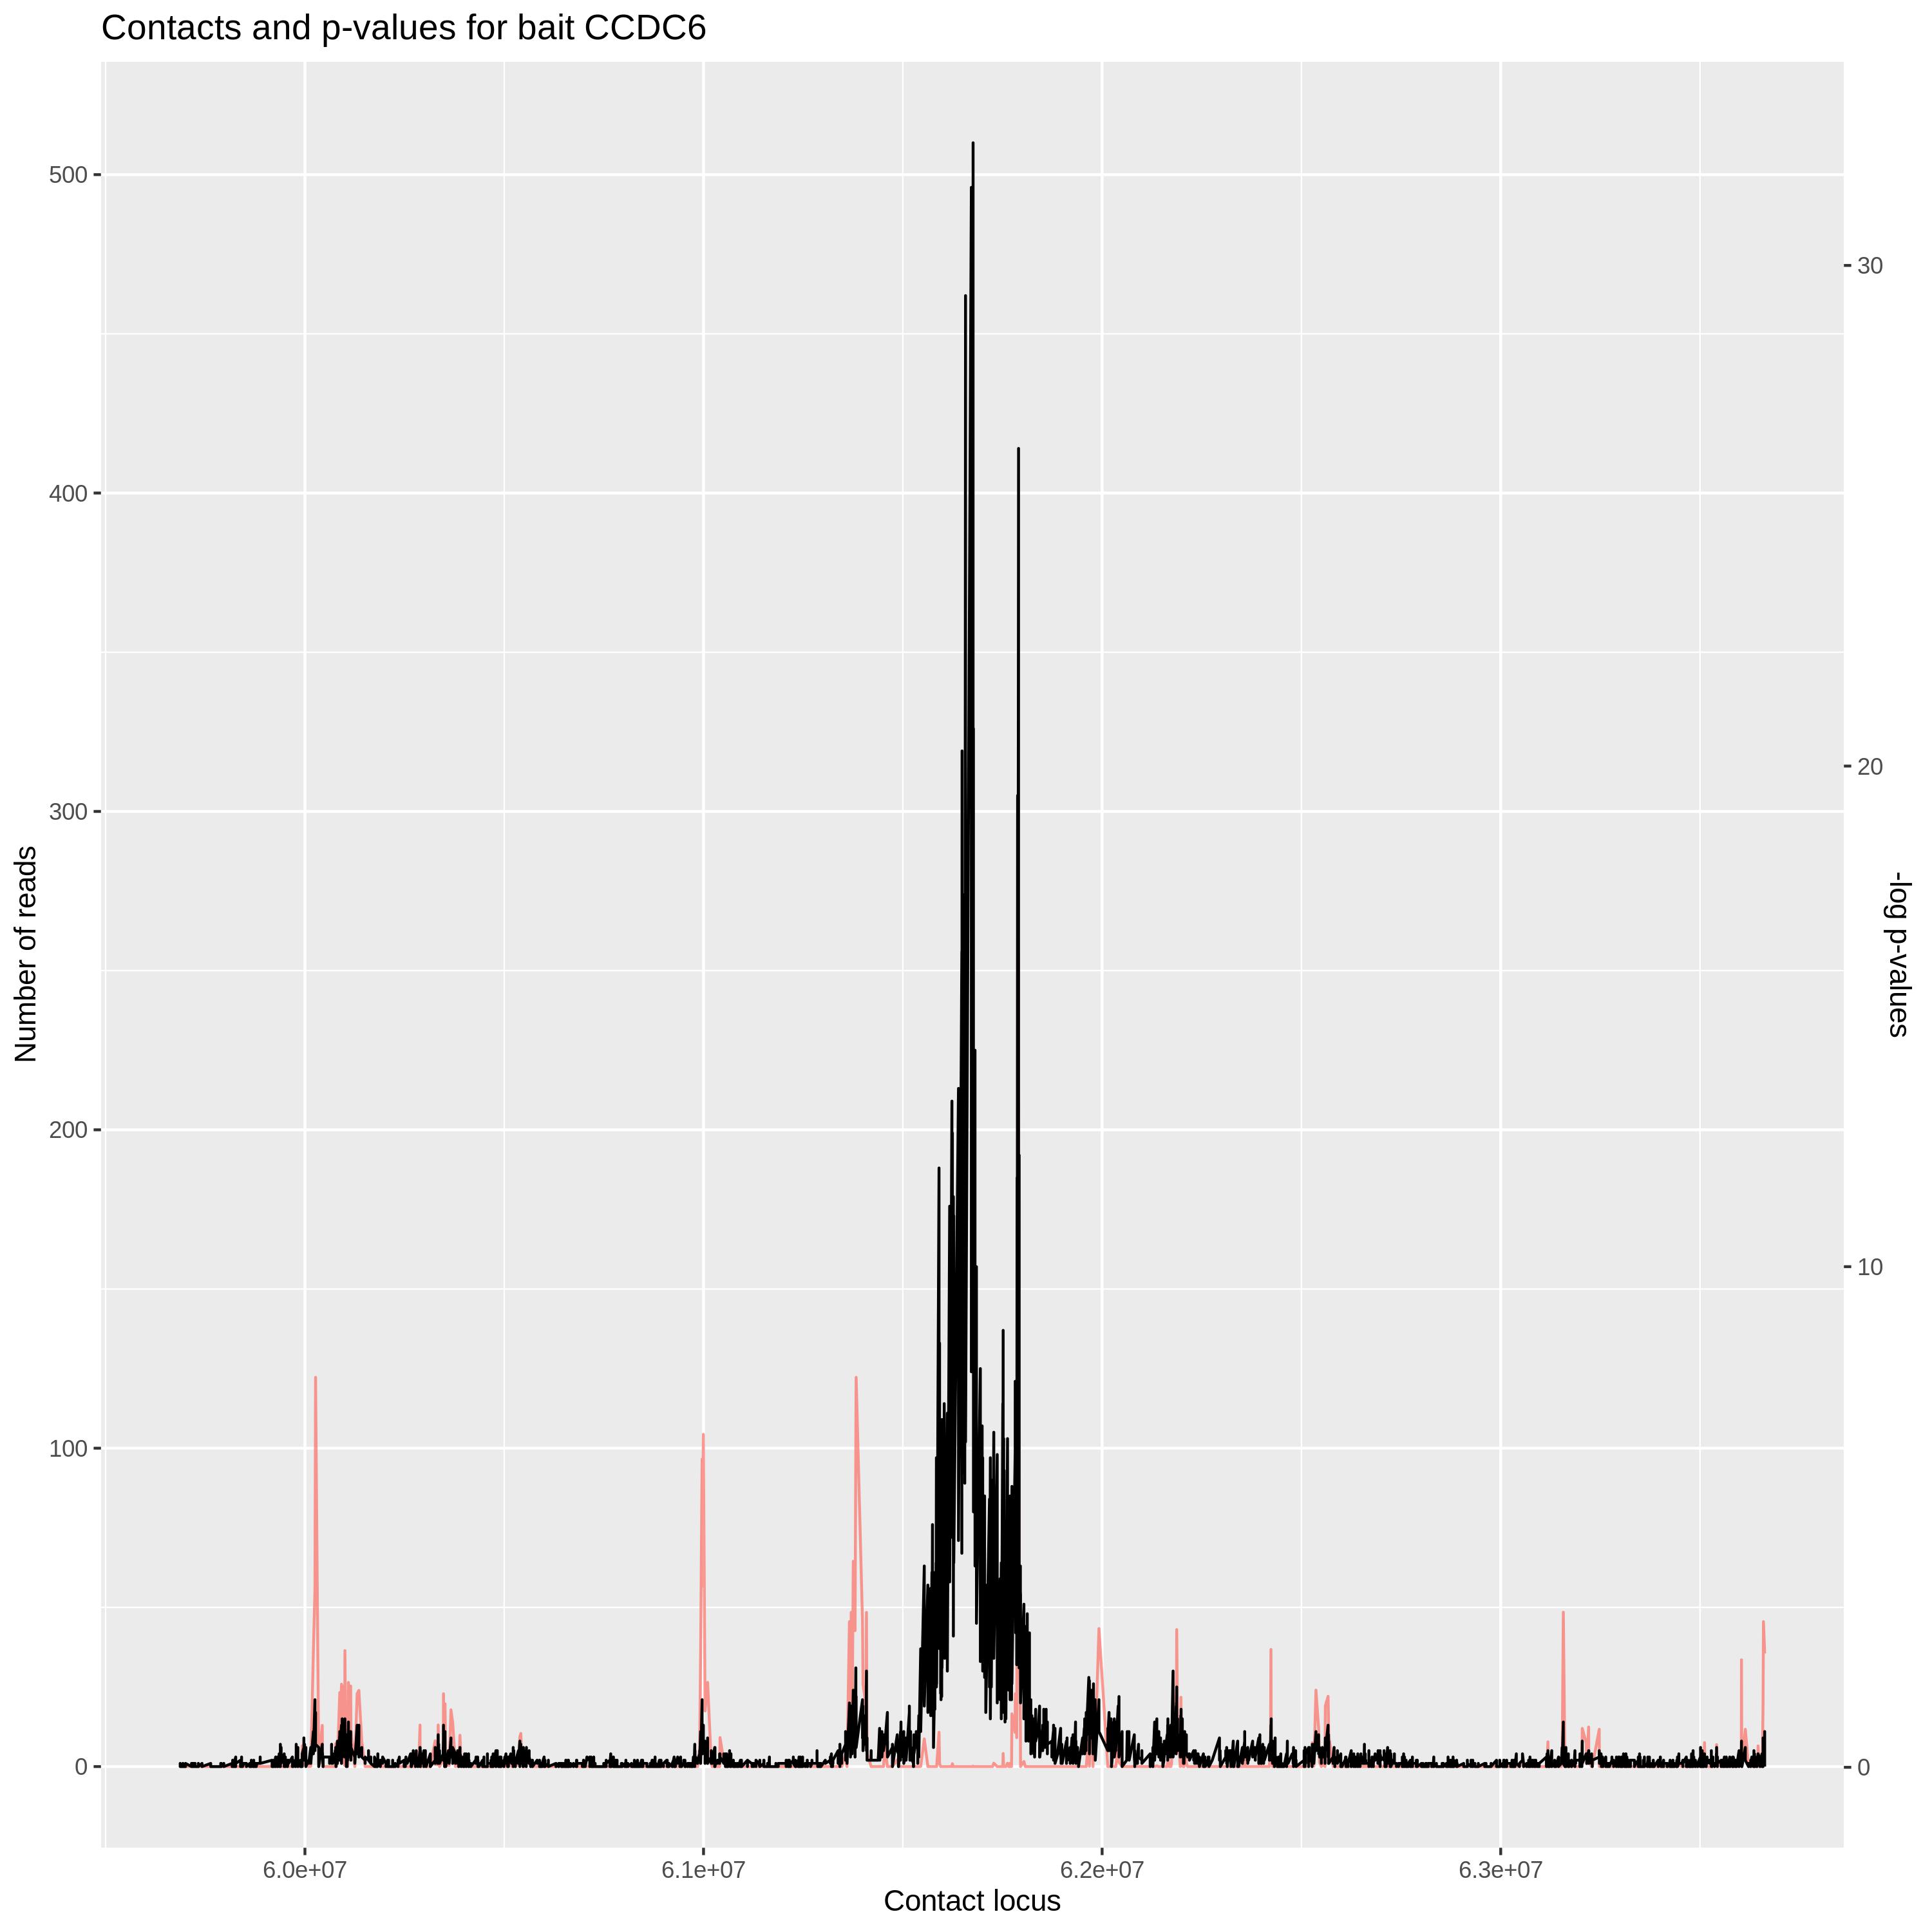 Contacts and p-values for bait CCDC6
500
400
300
200
100
0
Number of reads
30
20
10
0
-log p-values
6.0e+07
6.1e+07
6.2e+07
6.3e+07
Contact locus